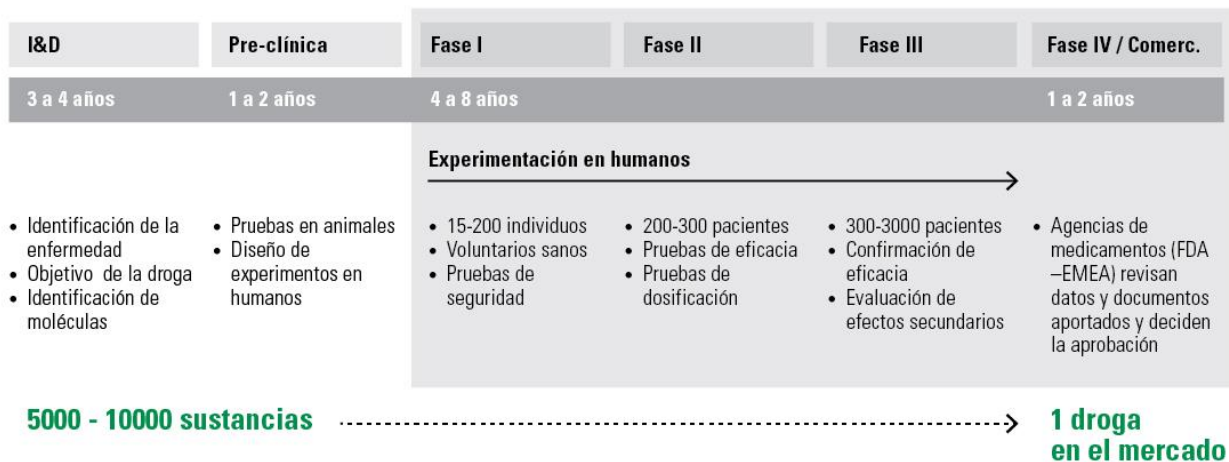 I&D
Pre-clínica
Fase I
Fase II
Fase III
Fase IV / Comerc.
3 a 4 años
1 a 2 años
4 a 8 años
1 a 2 años
Experimentación en humanos
• Identificación de la
enfermedad
• Objetivo de la droga
• Identificación de
moléculas
• Pruebas en animales
• Diseño de
experimentos en
humanos
• 15-200 individuos
• Voluntarios sanos
• Pruebas de
seguridad
• 200-300 pacientes
• Pruebas de eficacia
• Pruebas de
dosificación
• 300-3000 pacientes
• Confirmación de
eficacia
• Evaluación de
efectos secundarios
• Agencias de
medicamentos (FDA
–EMEA) revisan
datos y documentos
aportados y deciden
la aprobación
5000 - 10000 sustancias
1 droga
en el mercado